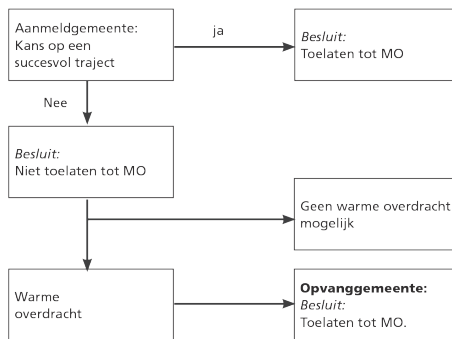 Aanmeldgemeente:
Kans op een
succesvol traject
ja
Besluit:
Toelaten tot MO
Nee
Besluit:
Niet toelaten tot MO
Geen warme overdracht
mogelijk
Warme
overdracht
Opvanggemeente:
Besluit:
Toelaten tot MO.